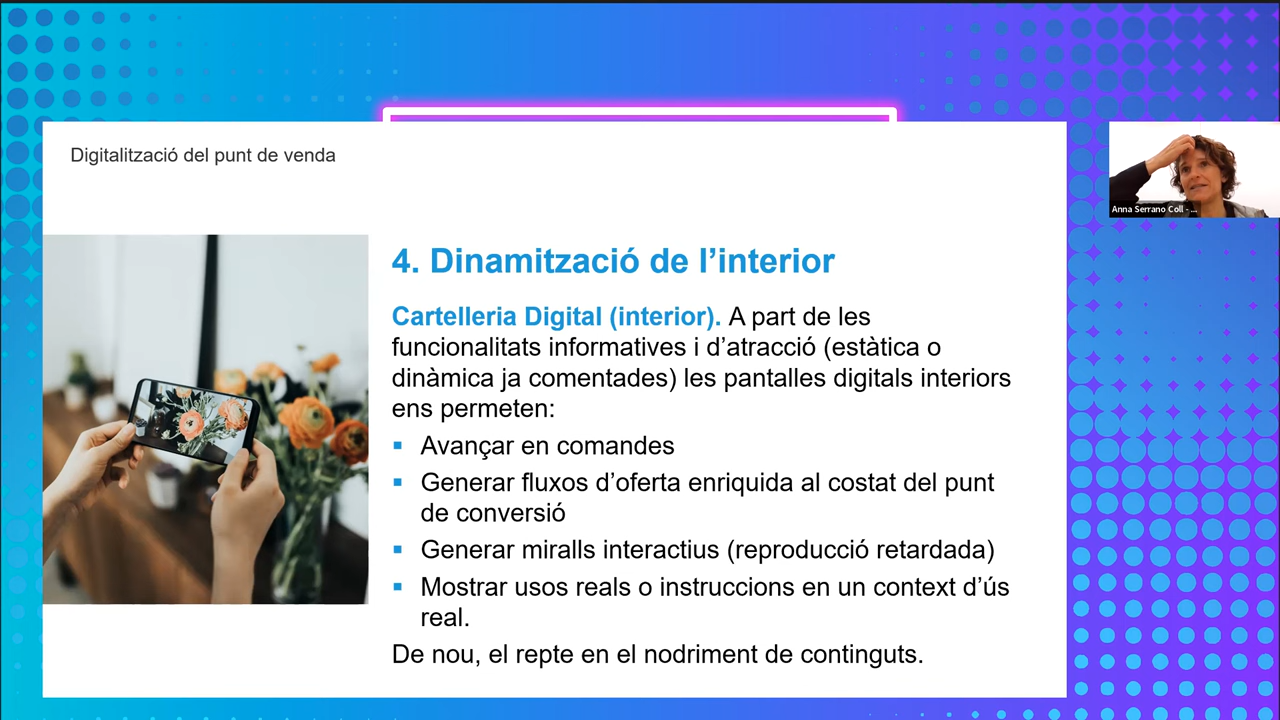 Digitalització del punt de venda
4. Dinamització de l’interior
Cartelleria Digital (interior). A part de les
funcionalitats informatives i d’atracció (estàtica o
dinàmica ja comentades) les pantalles digitals interiors
ens permeten:
▪ Avançar en comandes
▪ Generar fluxos d’oferta enriquida al costat del punt
de conversió
▪ Generar miralls interactius (reproducció retardada)
▪ Mostrar usos reals o instruccions en un context d’ús
real.
De nou, el repte en el nodriment de continguts.
Anna Serrano Coll - ...